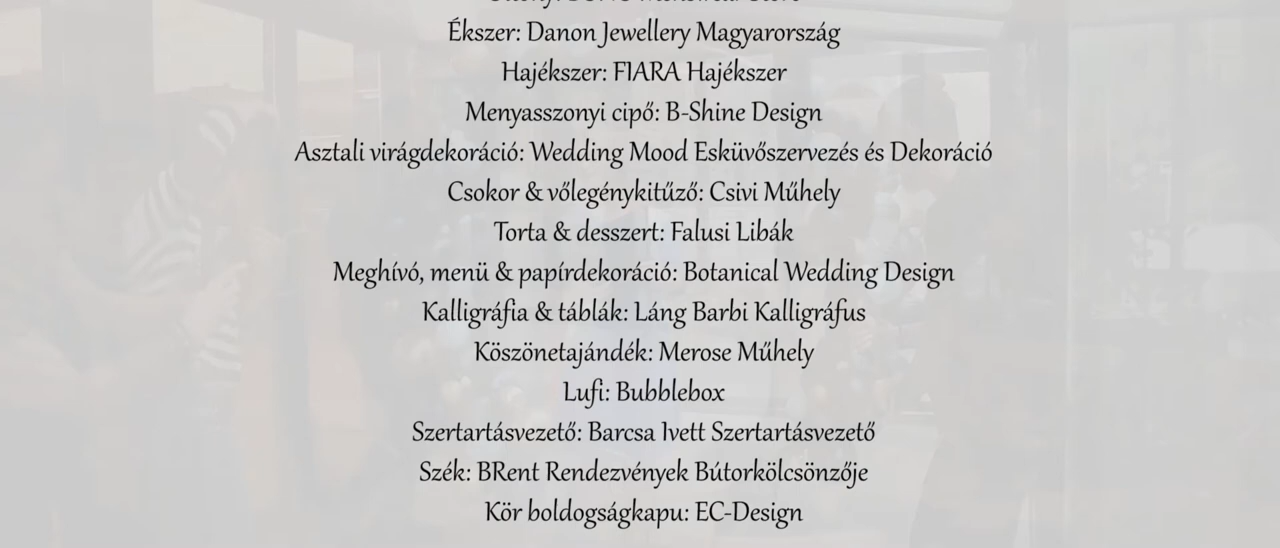 Ékszer: Danon Jewellery Magyarország
Hajékszer: FIARA Hajékszer
Menyasszonyi cipő: B-Shine Design
Asztali virágdekoráció: Wedding Mood Esküvőszervezés és Dekoráció
Csokor & vőlegénykitűző: Csivi Műhely
Torta & desszert: Falusi Libák
Meghívó, menü & papírdekoráció: Botanical Wedding Design
Kalligráfia & táblák: Láng Barbi Kalligráfus
Köszönetajándék: Merose Műhely
Lufi: Bubblebox
Szertartásvezető: Barcsa Ivett Szertartásvezető
Szék: BRent Rendezvények Bútorkölcsönzője
Kör boldogságkapu: EC-Design